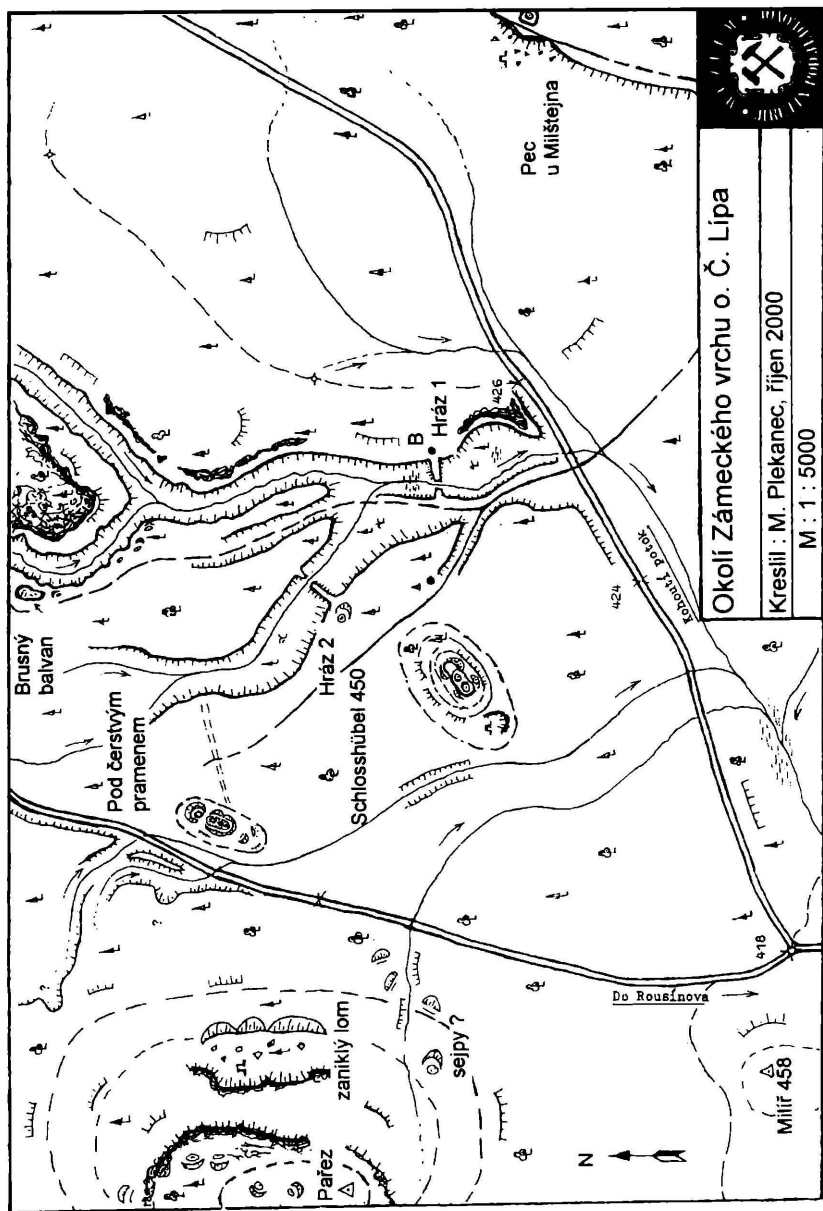 Brusný
balvan
Pod čerstvým
pramenem
Hráz 2
Schlosshübel 450
B
Hráz 1
426
A
424
Kohoutí potok
Pec
u Milštejna
zaniklý lom
Pařez
sejpy ?
?
?
N
Do Rousínova
418
Milíř 458
Okolí Zámeckého vrchu o. Č. Lípa
Kreslil : M. Plekanec, říjen 2000
M : 1 : 5000